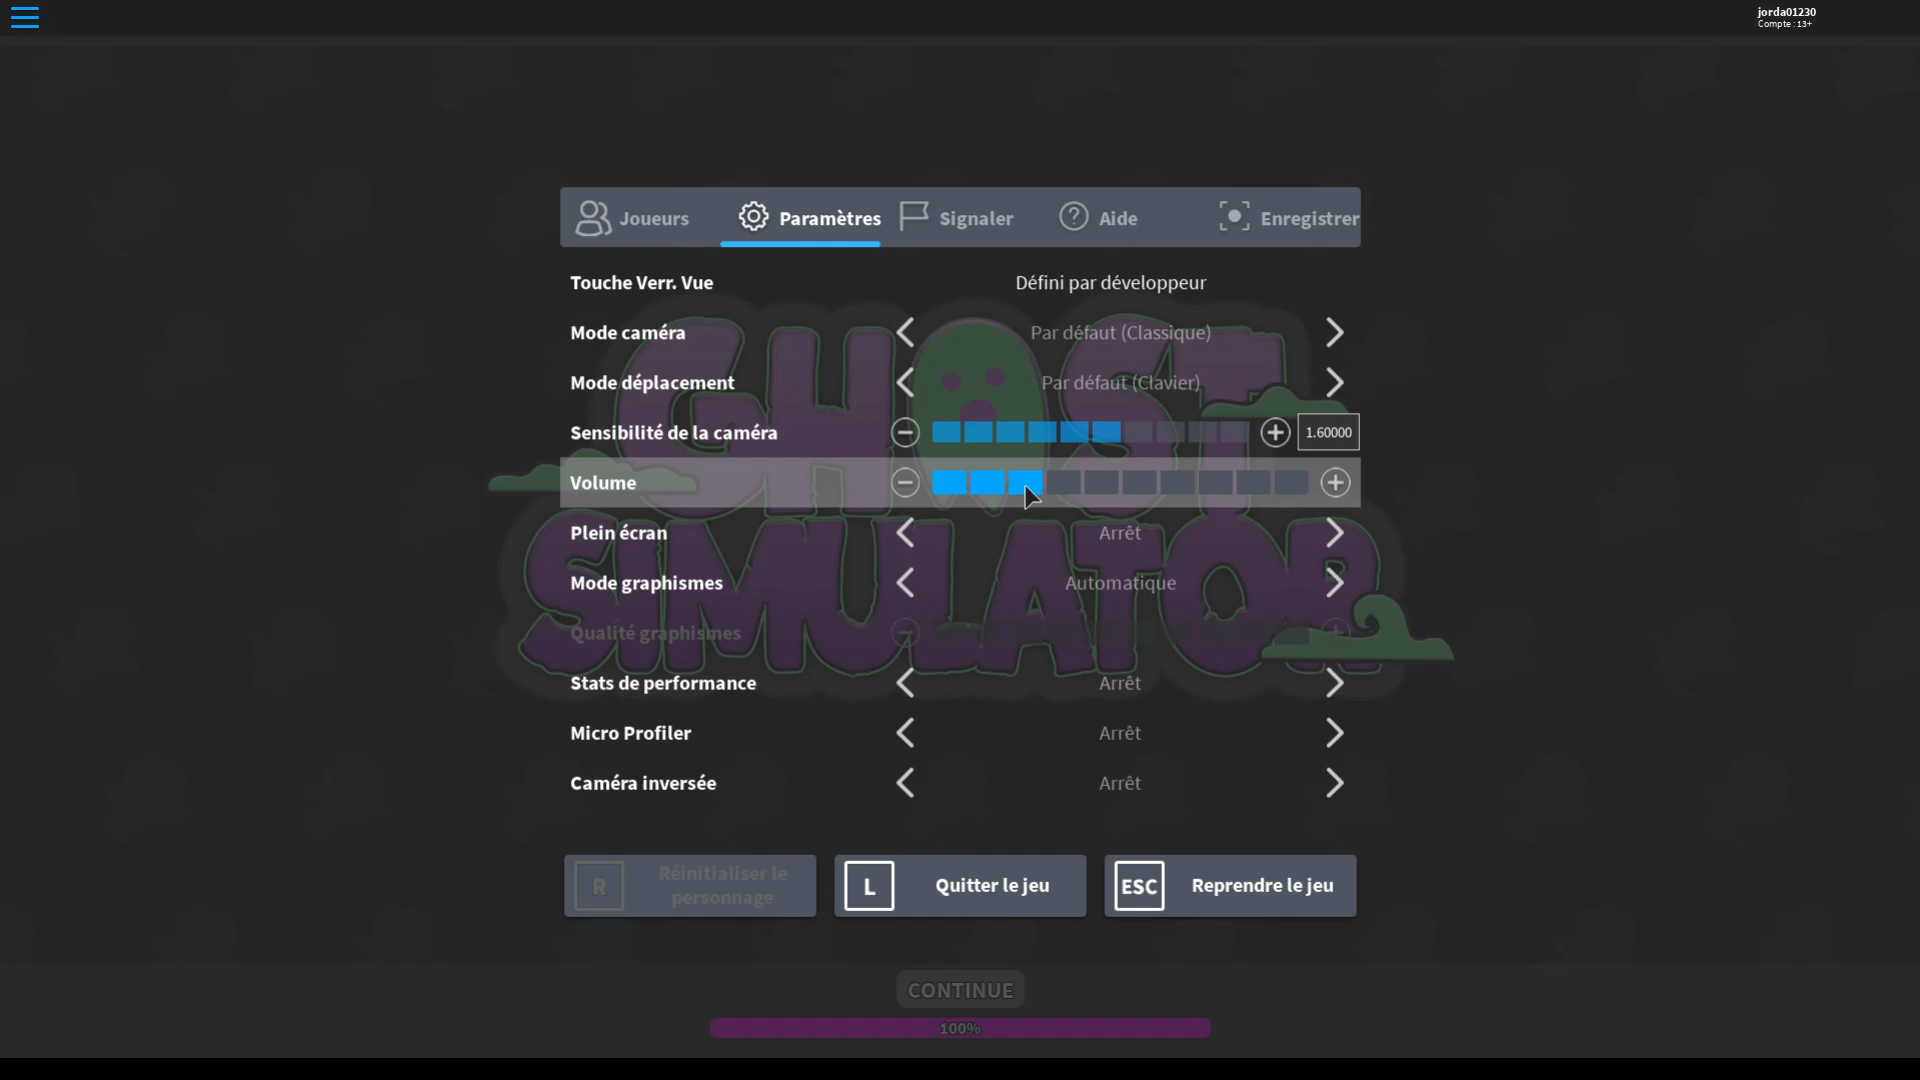 jorda01230
Compte : 13+
Joueurs
Paramètres
Signaler
Aide
Enregistrer
Touche Verr. Vue
Défini par développeur
Mode caméra
Par défaut (Classique)
Mode déplacement
Par défaut (Clavier)
Sensibilité de la caméra
1.60000
Volume
Plein écran
Arrêt
Mode graphismes
Automatique
Qualité graphismes
Stats de performance
Arrêt
Micro Profiler
Arrêt
Caméra inversée
Arrêt
GHOST
SIMULATOR
R
Réinitialiser le
personnage
L
Quitter le jeu
ESC
Reprendre le jeu
CONTINUE
100%